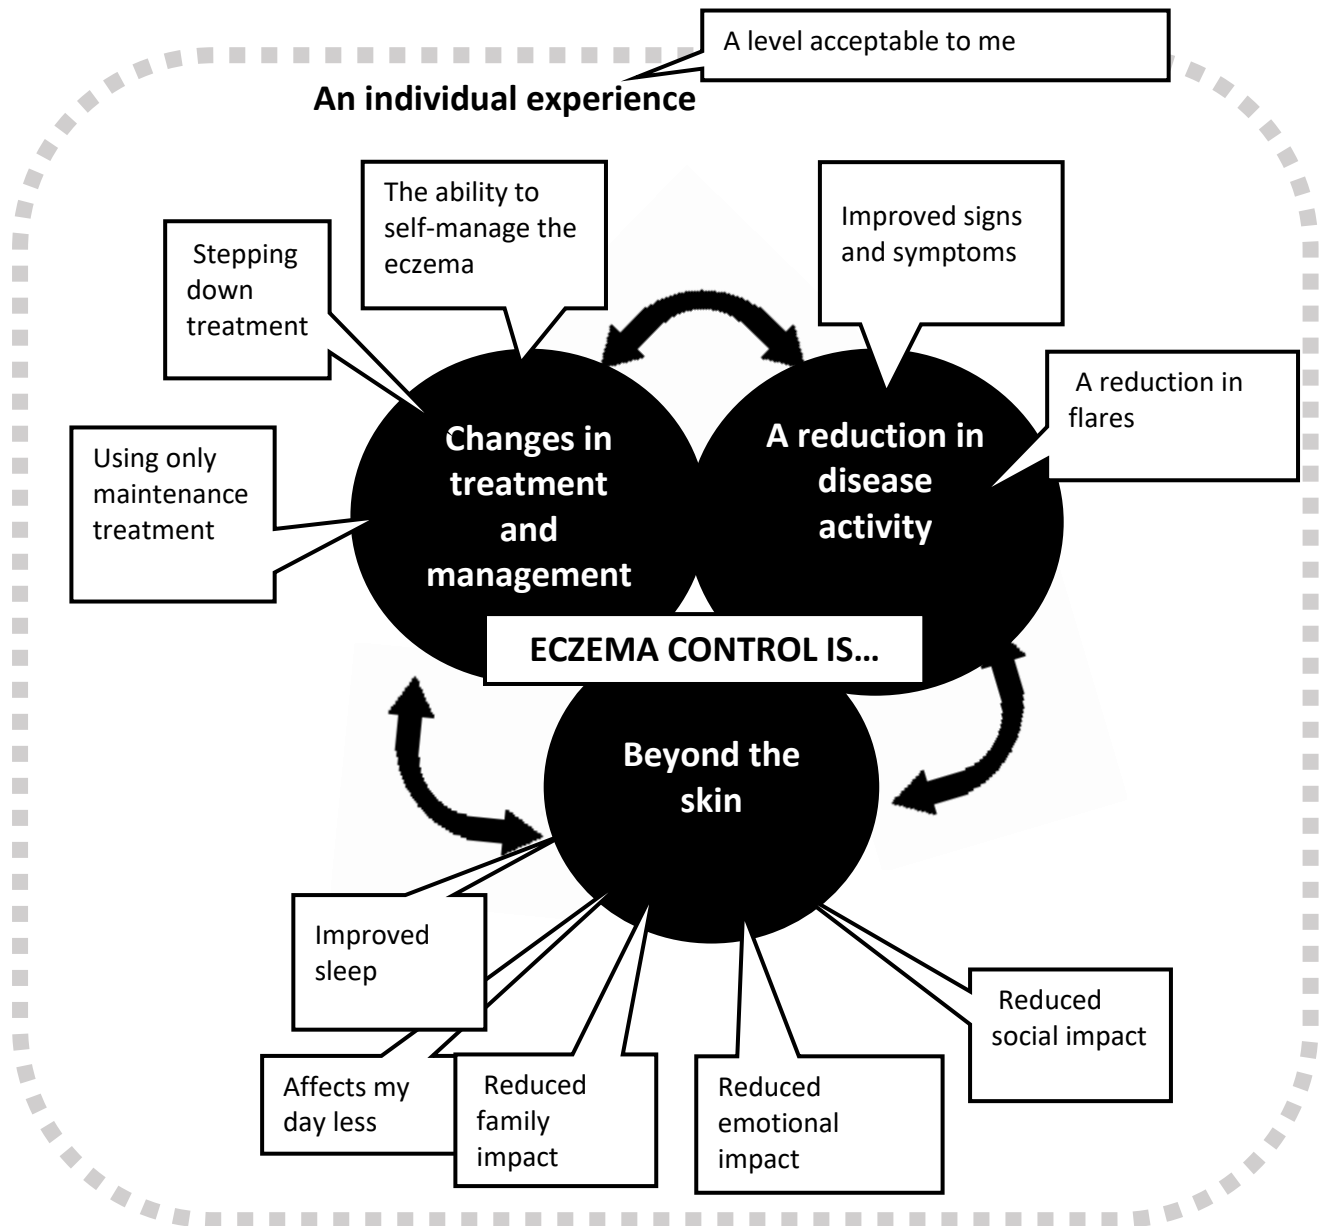 A level acceptable to me
An individual experience
The ability to
self-manage the
eczema
Improved signs
and symptoms
Stepping
down
treatment
A reduction in
flares
Using only
maintenance
treatment
Changes in
treatment
and
management
A reduction in
disease
activity
ECZEMA CONTROL IS...
Beyond the
skin
Improved
sleep
Affects my
day less
Reduced
family
impact
Reduced
emotional
impact
Reduced
social impact